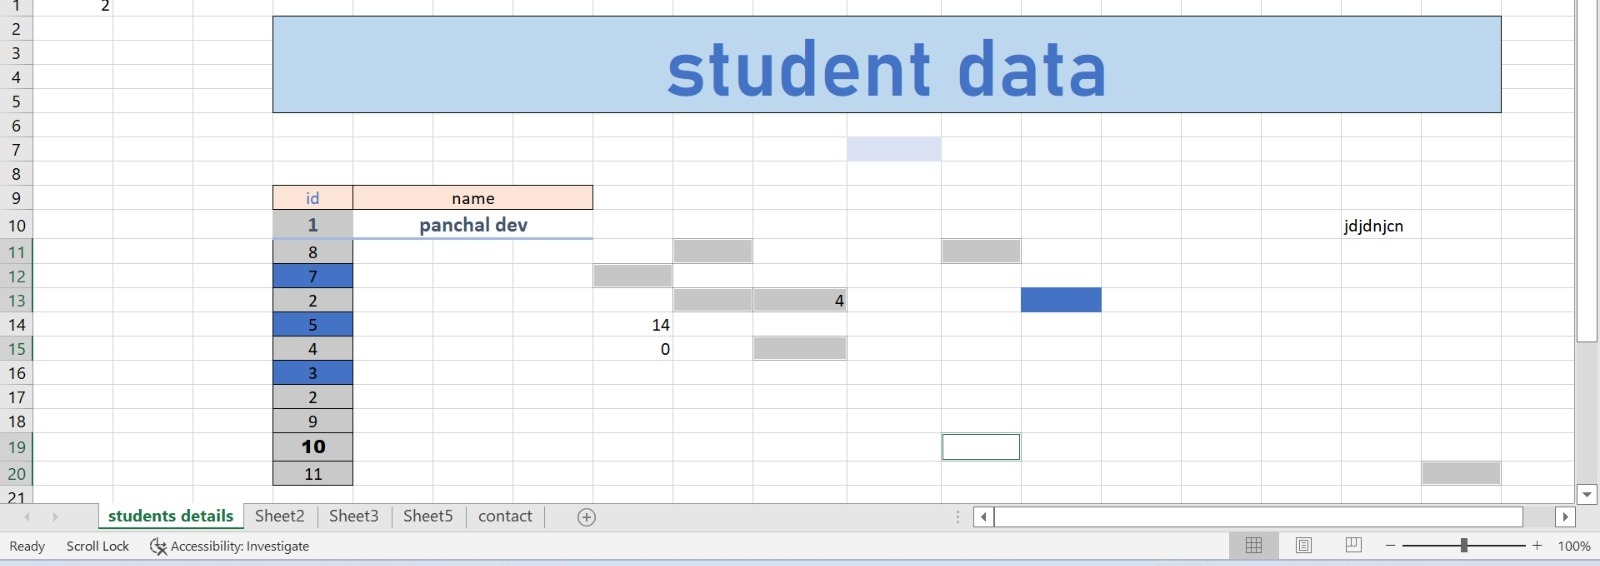 1 2
2
3 student data
4
5
6
7
8
9 id name
10 1 panchal dev jdjdnjcn
11 8
12 7
13 2 4
14 5 14
15 4 0
16 3
17 2
18 9
19 10
20 11
21
students details Sheet2 Sheet3 Sheet5 contact
Ready Scroll Lock Accessibility: Investigate 100%